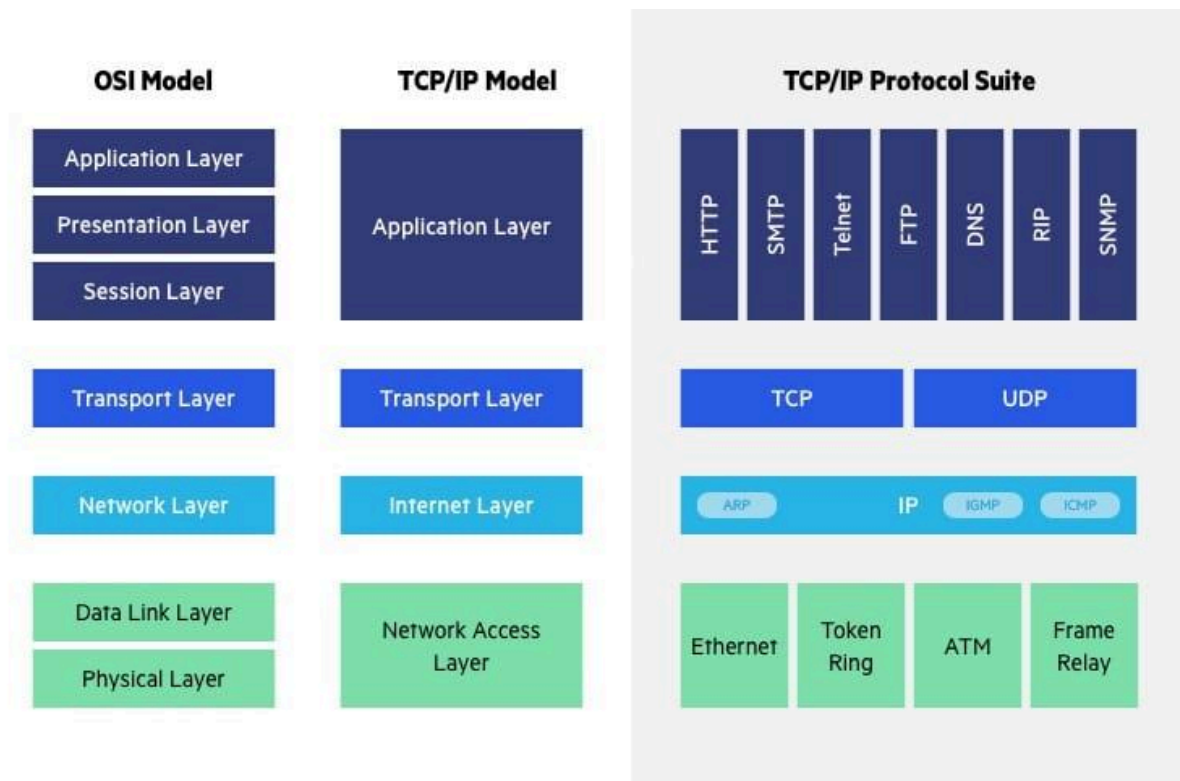 OSI Model
Application Layer
Presentation Layer
Session Layer
Transport Layer
Network Layer
Data Link Layer
Physical Layer
TCP/IP Model
Application Layer
Transport Layer
Internet Layer
Network Access
Layer
TCP/IP Protocol Suite
HTTP
SMTP
Telnet
FTP
DNS
RIP
SNMP
TCP
UDP
ARP
IP
IGMP
ICMP
Ethernet
Token
Ring
ATM
Frame
Relay